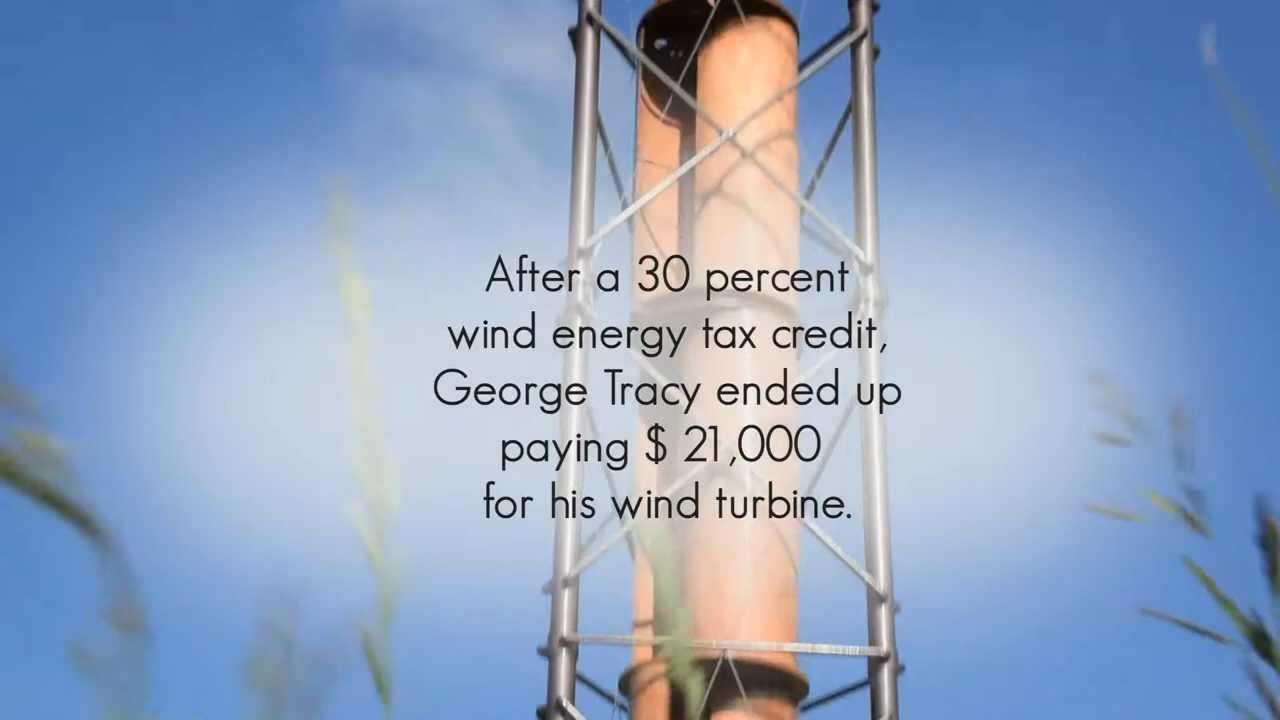 After a 30 percent
wind energy tax credit,
George Tracy ended up
paying $ 21,000
for his wind turbine.